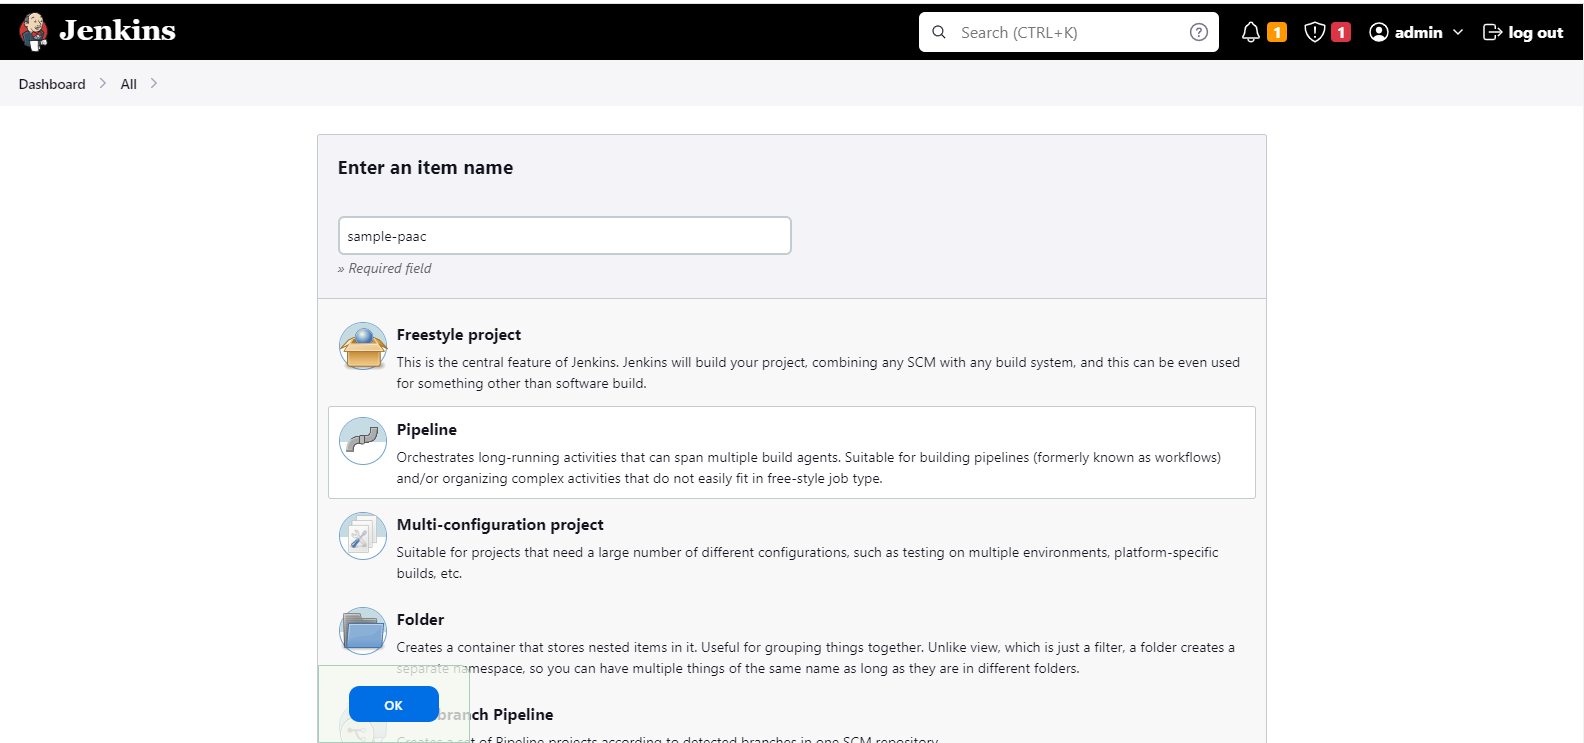 Jenkins
Search (CTRL+K)
1
1
admin
log out
Dashboard
All
Enter an item name
sample-paac
» Required field
Freestyle project
This is the central feature of Jenkins. Jenkins will build your project, combining any SCM with any build system, and this can be even used
for something other than software build.
Pipeline
Orchestrates long-running activities that can span multiple build agents. Suitable for building pipelines (formerly known as workflows)
and/or organizing complex activities that do not easily fit in free-style job type.
Multi-configuration project
Suitable for projects that need a large number of different configurations, such as testing on multiple environments, platform-specific
builds, etc.
Folder
Creates a container that stores nested items in it. Useful for grouping things together. Unlike view, which is just a filter, a folder creates a
separate namespace, so you can have multiple things of the same name as long as they are in different folders.
OK
branch Pipeline
Creates a set of Pipeline projects according to detected branches in one SCM repository.